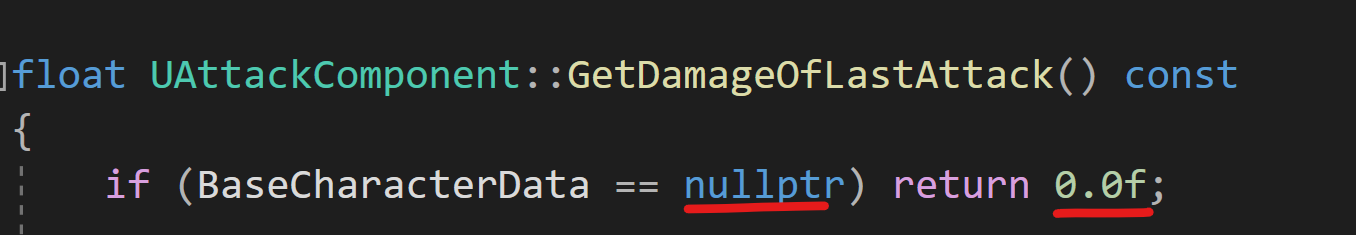 float UAttackComponent::GetDamageOfLastAttack() const
{
if (BaseCharacterData == nullptr) return 0.0f;